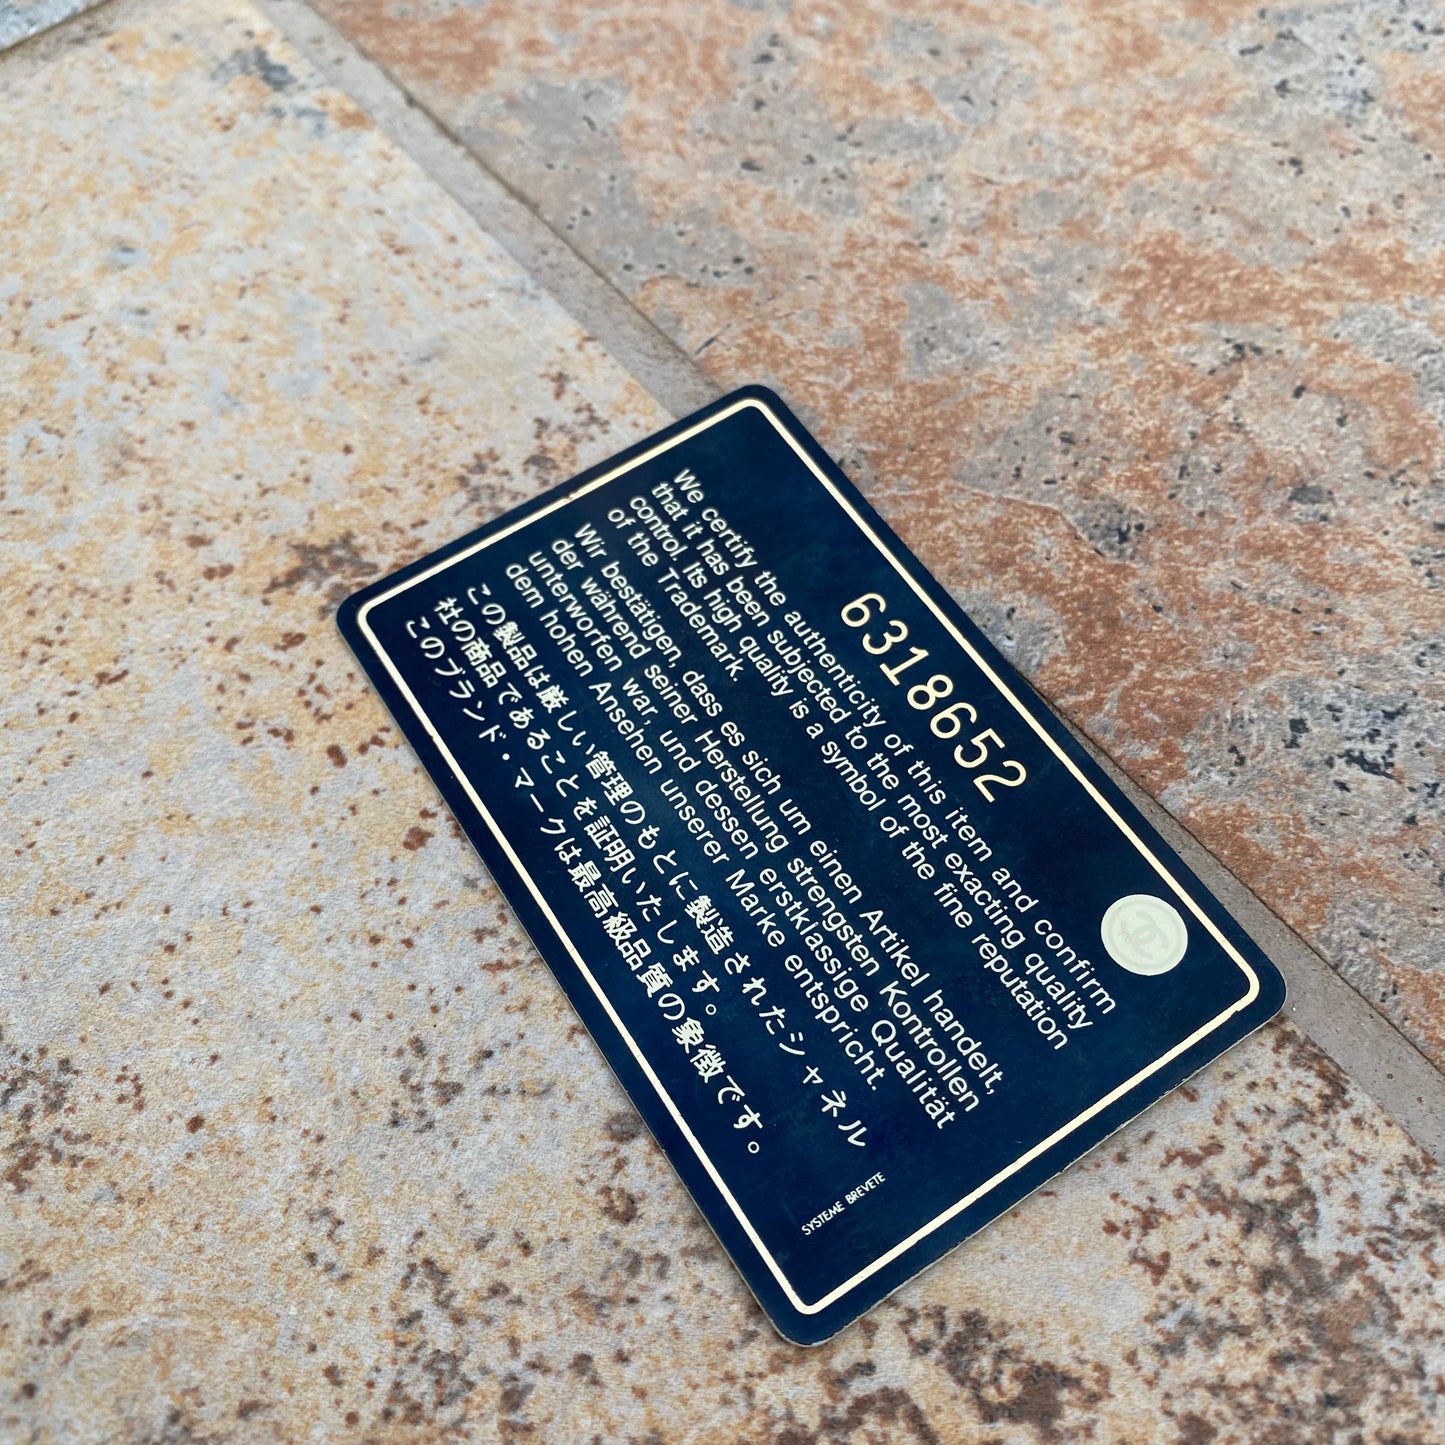 6318652
We certify the authenticity of this item and confirm
that it has been subjected to the most exacting quality
control. Its high quality is a symbol of the fine reputation
of the Trademark.
Wir bestätigen, dass es sich um einen Artikel handelt,
der während seiner Herstellung strengsten Kontrollen
unterworfen war, und dessen erstklassige Qualität
dem hohen Ansehen unserer Marke entspricht.
この製品は厳しい管理のもとに製造されたシャネル
社の商品であることを証明いたします。
このブランド・マークは最高級品質の象徴です。
SYSTEME BREVETE